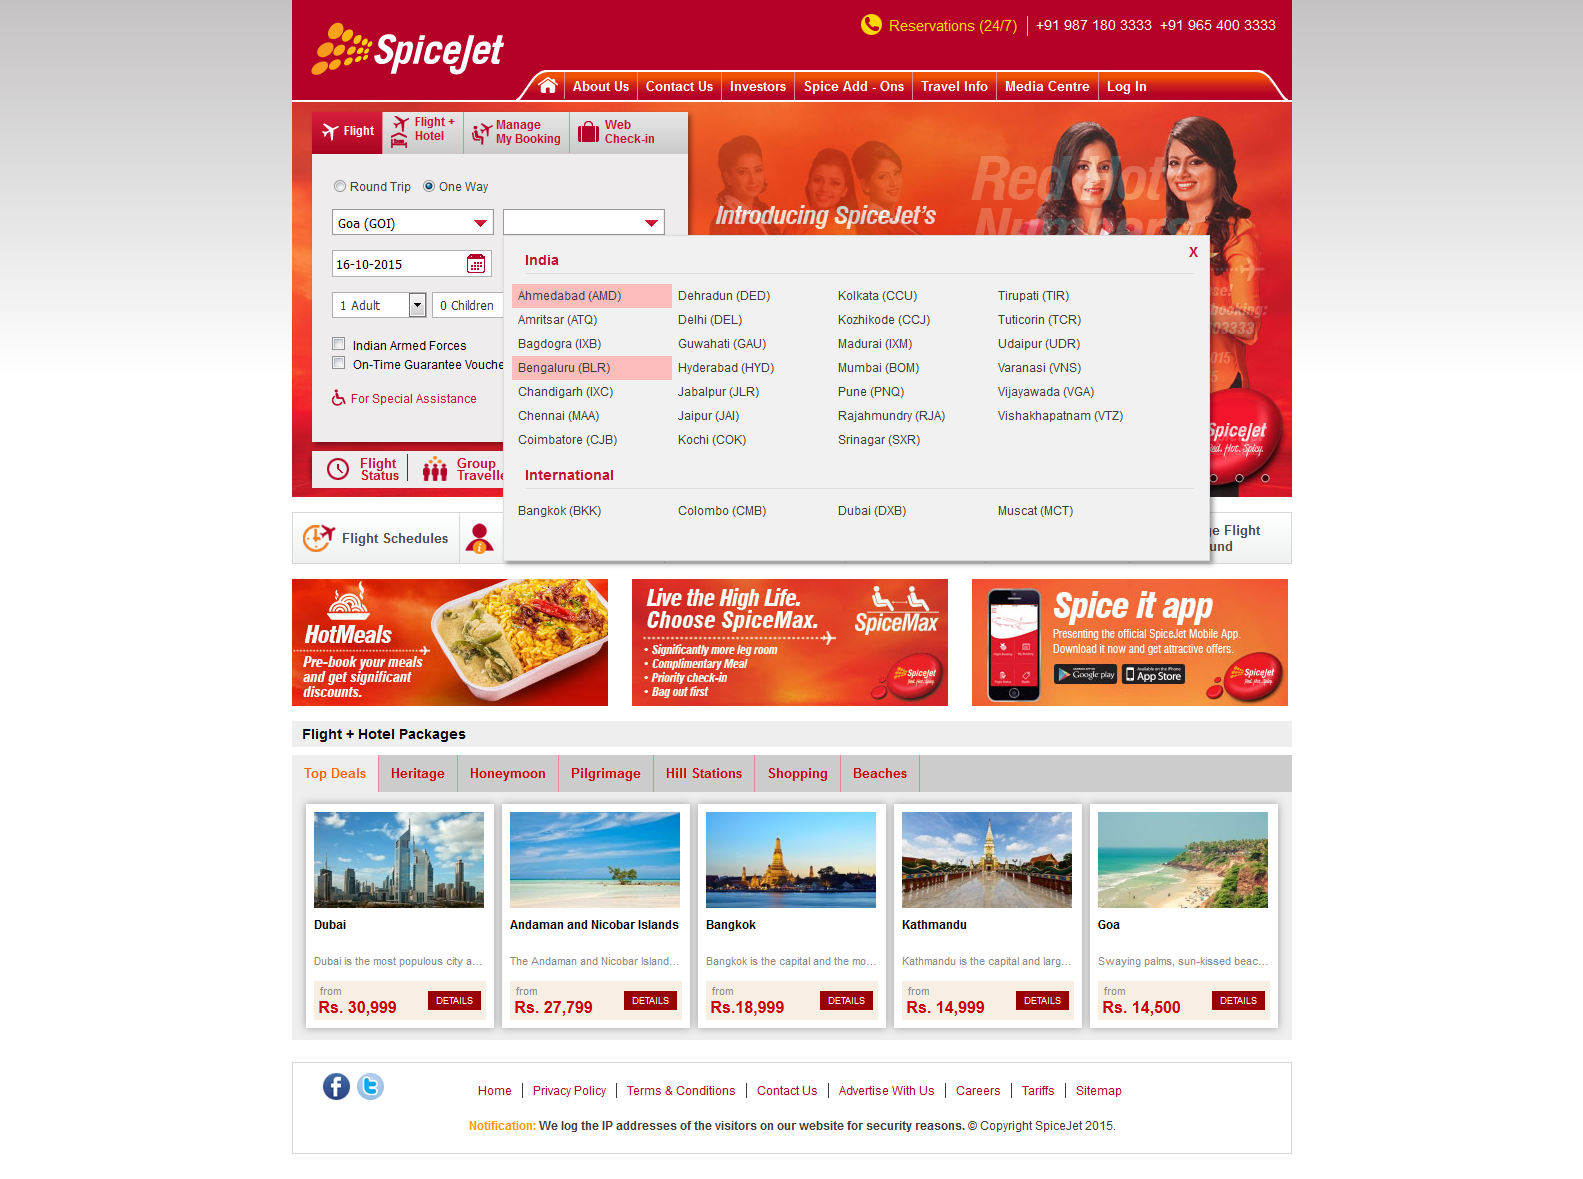 SpiceJet
Reservations (24/7)
+91 987 180 3333 +91 965 400 3333
About Us
Contact Us
Investors
Spice Add - Ons
Travel Info
Media Centre
Log In
Flight
Flight +
Hotel
Manage
My Booking
Web
Check-in
Round Trip
One Way
Goa (GOI)
16-10-2015
1 Adult
0 Children
Indian Armed Forces
On-Time Guarantee Vouche
For Special Assistance
Flight
Status
Group
Travelle
Red Hot
Introducing SpiceJet's
X
India
Ahmedabad (AMD)
Dehradun (DED)
Kolkata (CCU)
Tirupati (TIR)
Amritsar (ATQ)
Delhi (DEL)
Kozhikode (CCJ)
Tuticorin (TCR)
Bagdogra (IXB)
Guwahati (GAU)
Madurai (IXM)
Udaipur (UDR)
Bengaluru (BLR)
Hyderabad (HYD)
Mumbai (BOM)
Varanasi (VNS)
Chandigarh (IXC)
Jabalpur (JLR)
Pune (PNQ)
Vijayawada (VGA)
Chennai (MAA)
Jaipur (JAI)
Rajahmundry (RJA)
Vishakhapatnam (VTZ)
Coimbatore (CJB)
Kochi (COK)
Srinagar (SXR)
International
Bangkok (BKK)
Colombo (CMB)
Dubai (DXB)
Muscat (MCT)
ooking:
03333
015
SpiceJet
Red. Hot. Spicy.
Flight Schedules
ge Flight
und
HotMeals
Pre-book your meals
and get significant
discounts.
Live the High Life.
Choose SpiceMax.
• Significantly more leg room
• Complimentary Meal
• Priority check-in
• Bag out first
SpiceMax
SpiceJet
Spice it app
Presenting the official SpiceJet Mobile App.
Download it now and get attractive offers.
Google play
Available on the iPhone
App Store
SpiceJet
Flight + Hotel Packages
Top Deals
Heritage
Honeymoon
Pilgrimage
Hill Stations
Shopping
Beaches
Dubai
Dubai is the most populous city a...
from
Rs. 30,999
DETAILS
Andaman and Nicobar Islands
The Andaman and Nicobar Island...
from
Rs. 27,799
DETAILS
Bangkok
Bangkok is the capital and the mo...
from
Rs.18,999
DETAILS
Kathmandu
Kathmandu is the capital and larg...
from
Rs. 14,999
DETAILS
Goa
Swaying palms, sun-kissed beac...
from
Rs. 14,500
DETAILS
Home
Privacy Policy
Terms & Conditions
Contact Us
Advertise With Us
Careers
Tariffs
Sitemap
Notification: We log the IP addresses of the visitors on our website for security reasons. © Copyright SpiceJet 2015.